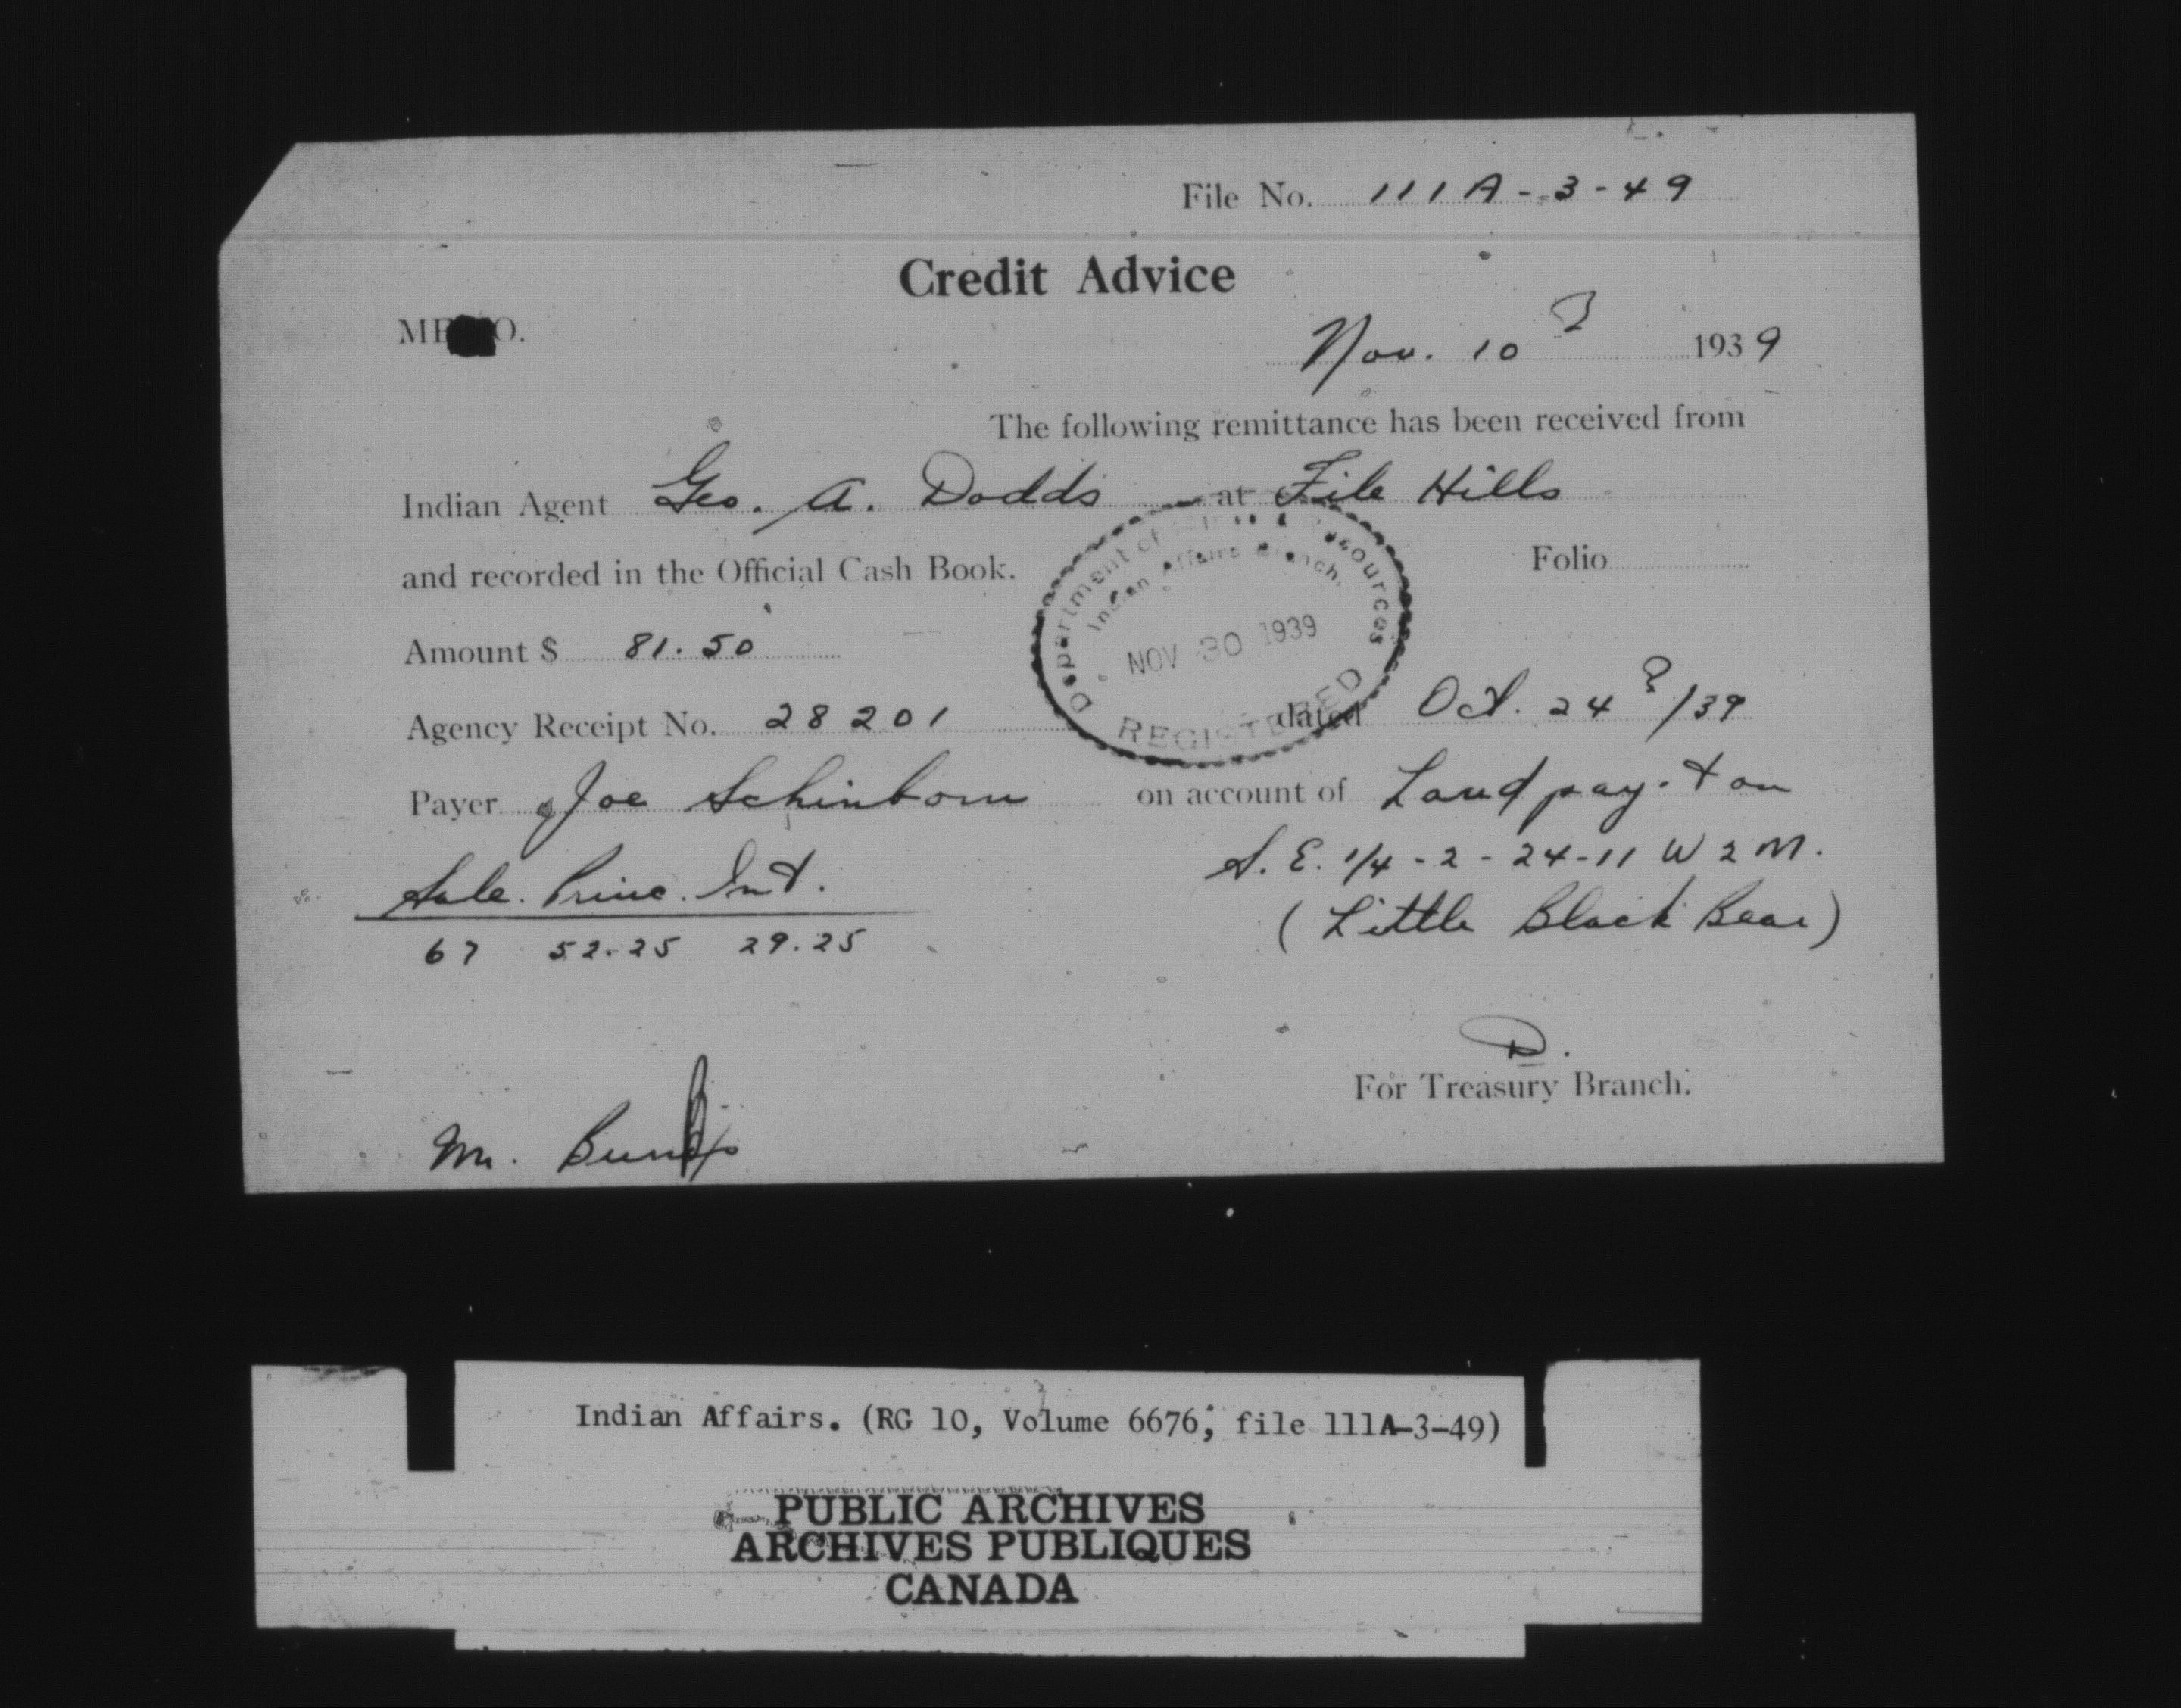 File No. 111A-3-49
Credit Advice
MEMO.
Nov. 10 1939
The following remittance has been received from
Indian Agent Geo. A. Dodds at File Hills
and recorded in the Official Cash Book. Folio
Department of Mines & Resources
Indian Affairs Branch.
NOV 30 1939
REGISTERED
Amount $ 81.50
Agency Receipt No. 28201 dated Oct. 24/39
Payer Joe Schinborn on account of Land pay.t on
S.E. 1/4-2-24-11 W2M.
(Little Black Bear)
Sale. Princ. Int.
67 52.25 29.25
D.
For Treasury Branch.
Mr.
Indian Affairs. (RG 10, Volume 6676, file 111A-3-49)
PUBLIC ARCHIVES
ARCHIVES PUBLIQUES
CANADA